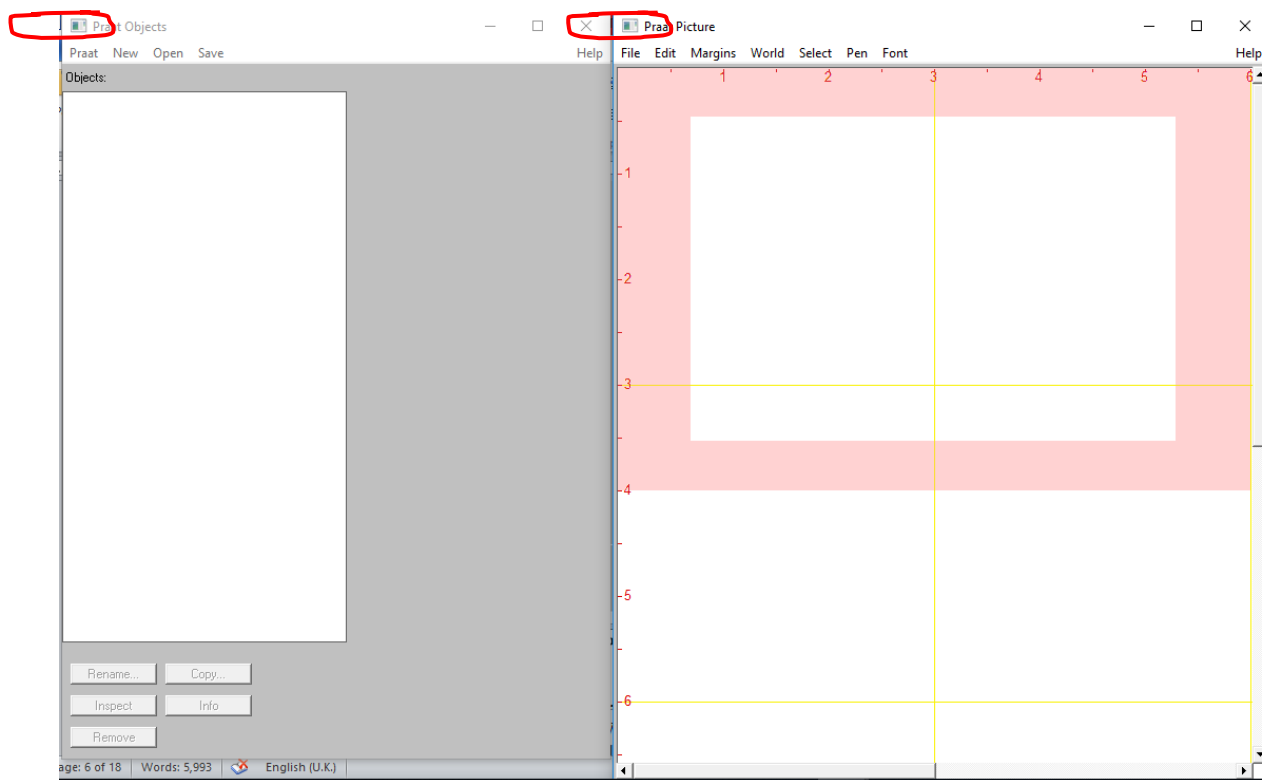 Praat Objects
Praat New Open Save Help
Objects:
Rename... Copy...
Inspect Info
Remove
age: 6 of 18 Words: 5,993 English (U.K.)
Praat Picture
File Edit Margins World Select Pen Font Help
1 2 3 4 5 6
1
2
3
4
5
6